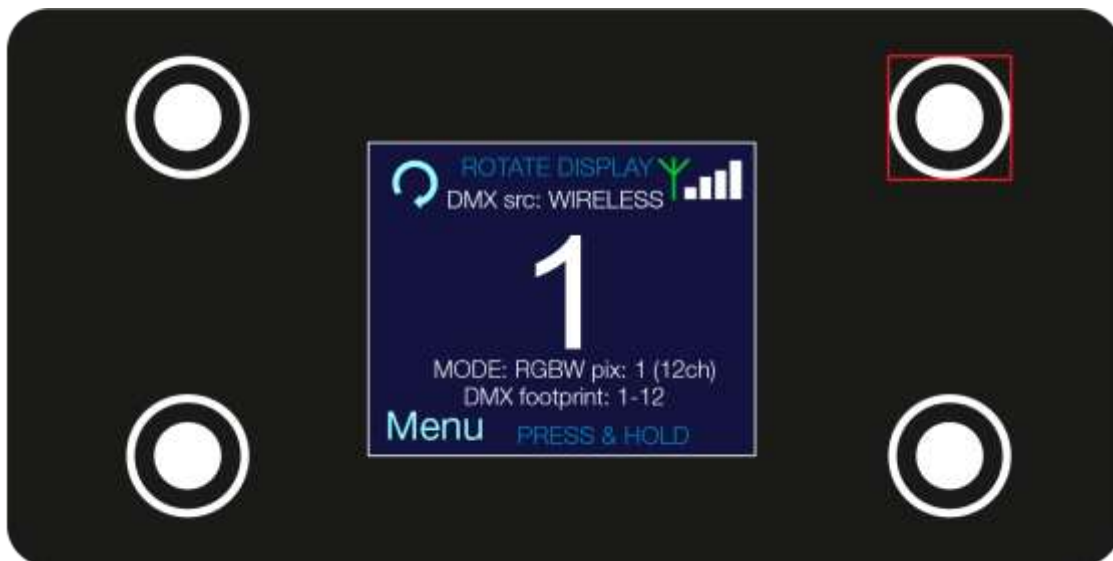 ROTATE DISPLAY
DMX src: WIRELESS
1
MODE: RGBW pix: 1 (12ch)
DMX footprint: 1-12
Menu PRESS & HOLD